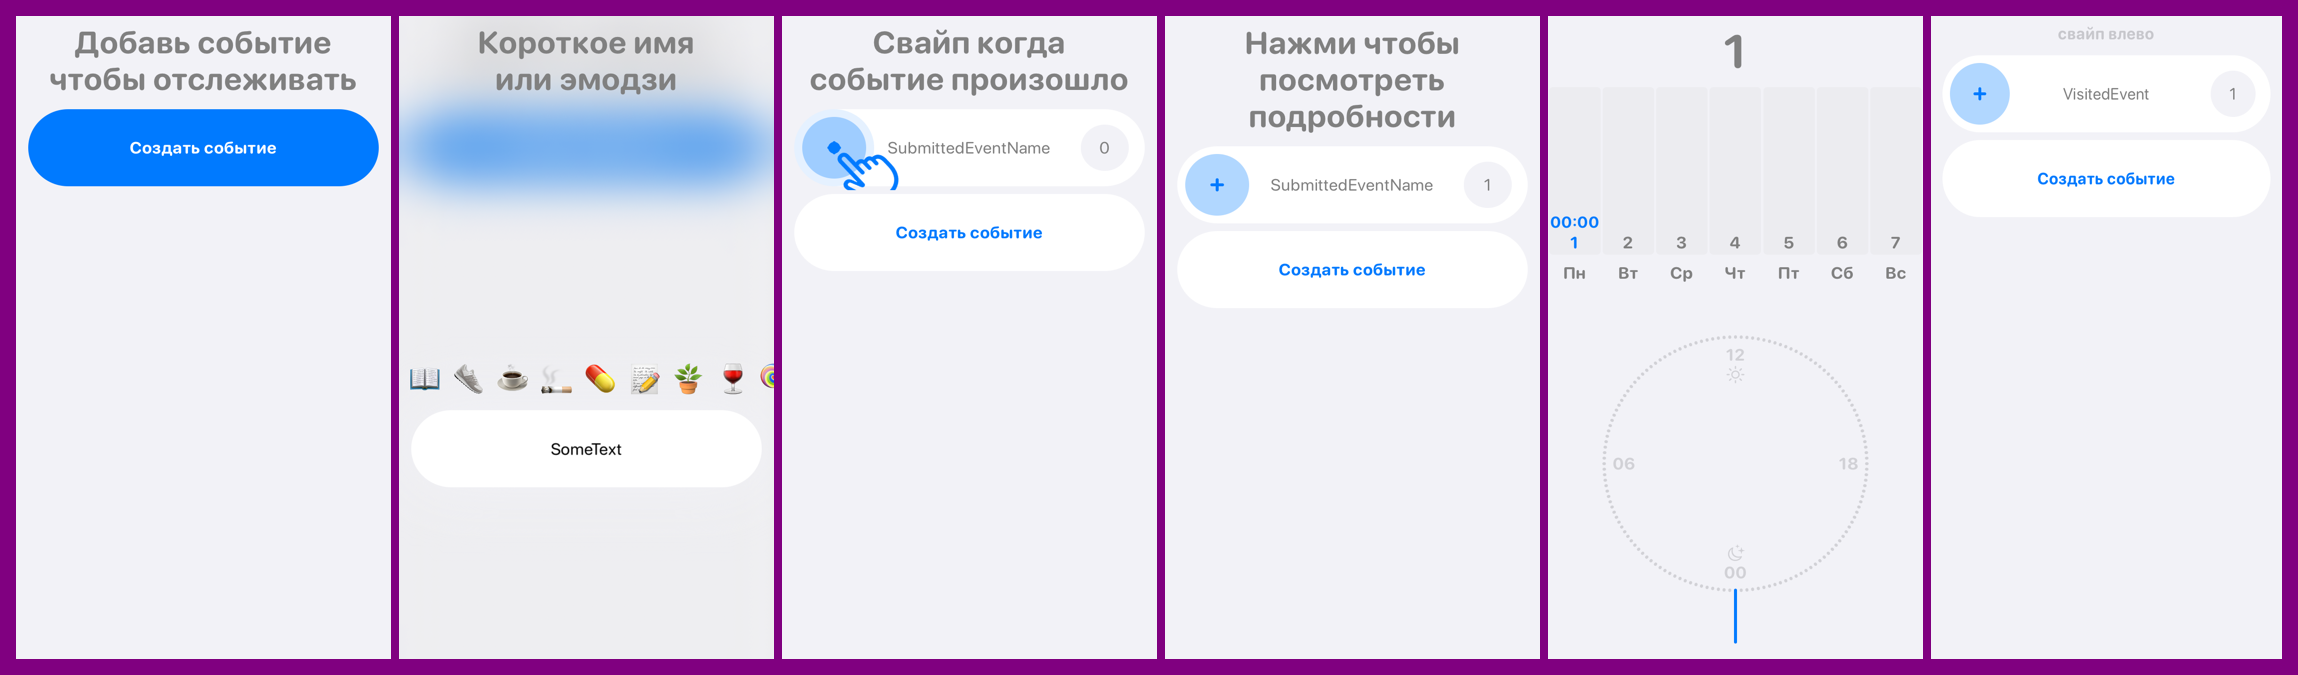 Добавь событие
чтобы отслеживать
Создать событие
Короткое имя
или эмодзи
SomeText
Свайп когда
событие произошло
SubmittedEventName
0
Создать событие
Нажми чтобы
посмотреть
подробности
+
SubmittedEventName
1
Создать событие
1
00:00
1 2 3 4 5 6 7
Пн Вт Ср Чт Пт Сб Вс
12
06 18
00
свайп влево
+
VisitedEvent
1
Создать событие